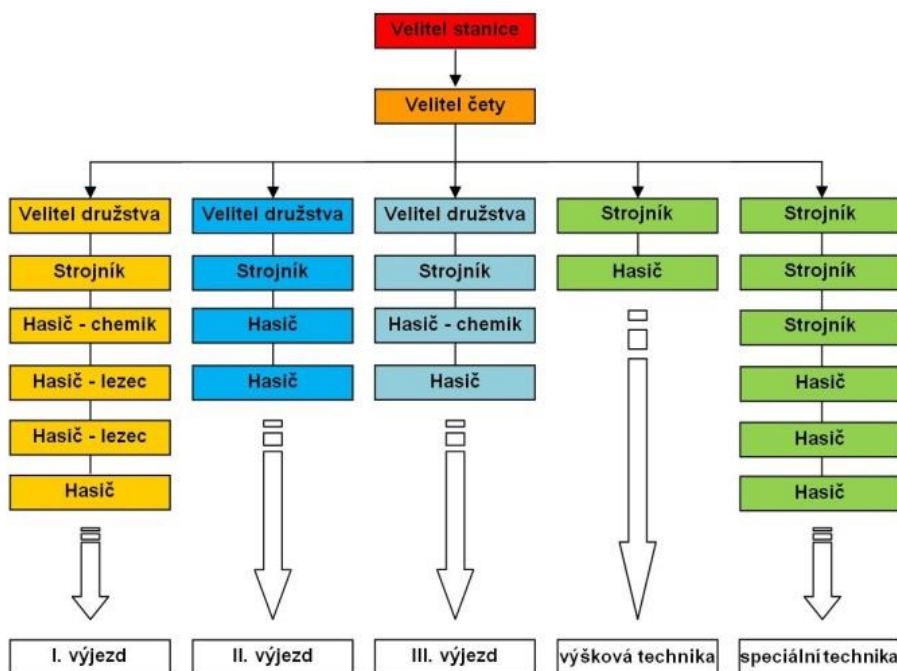 Velitel stanice
Velitel čety
Velitel družstva
Strojník
Hasič - chemik
Hasič - lezec
Hasič - lezec
Hasič
I. výjezd
Velitel družstva
Strojník
Hasič
Hasič
II. výjezd
Velitel družstva
Strojník
Hasič - chemik
Hasič
III. výjezd
Strojník
Hasič
výšková technika
Strojník
Strojník
Strojník
Hasič
Hasič
Hasič
speciální technika